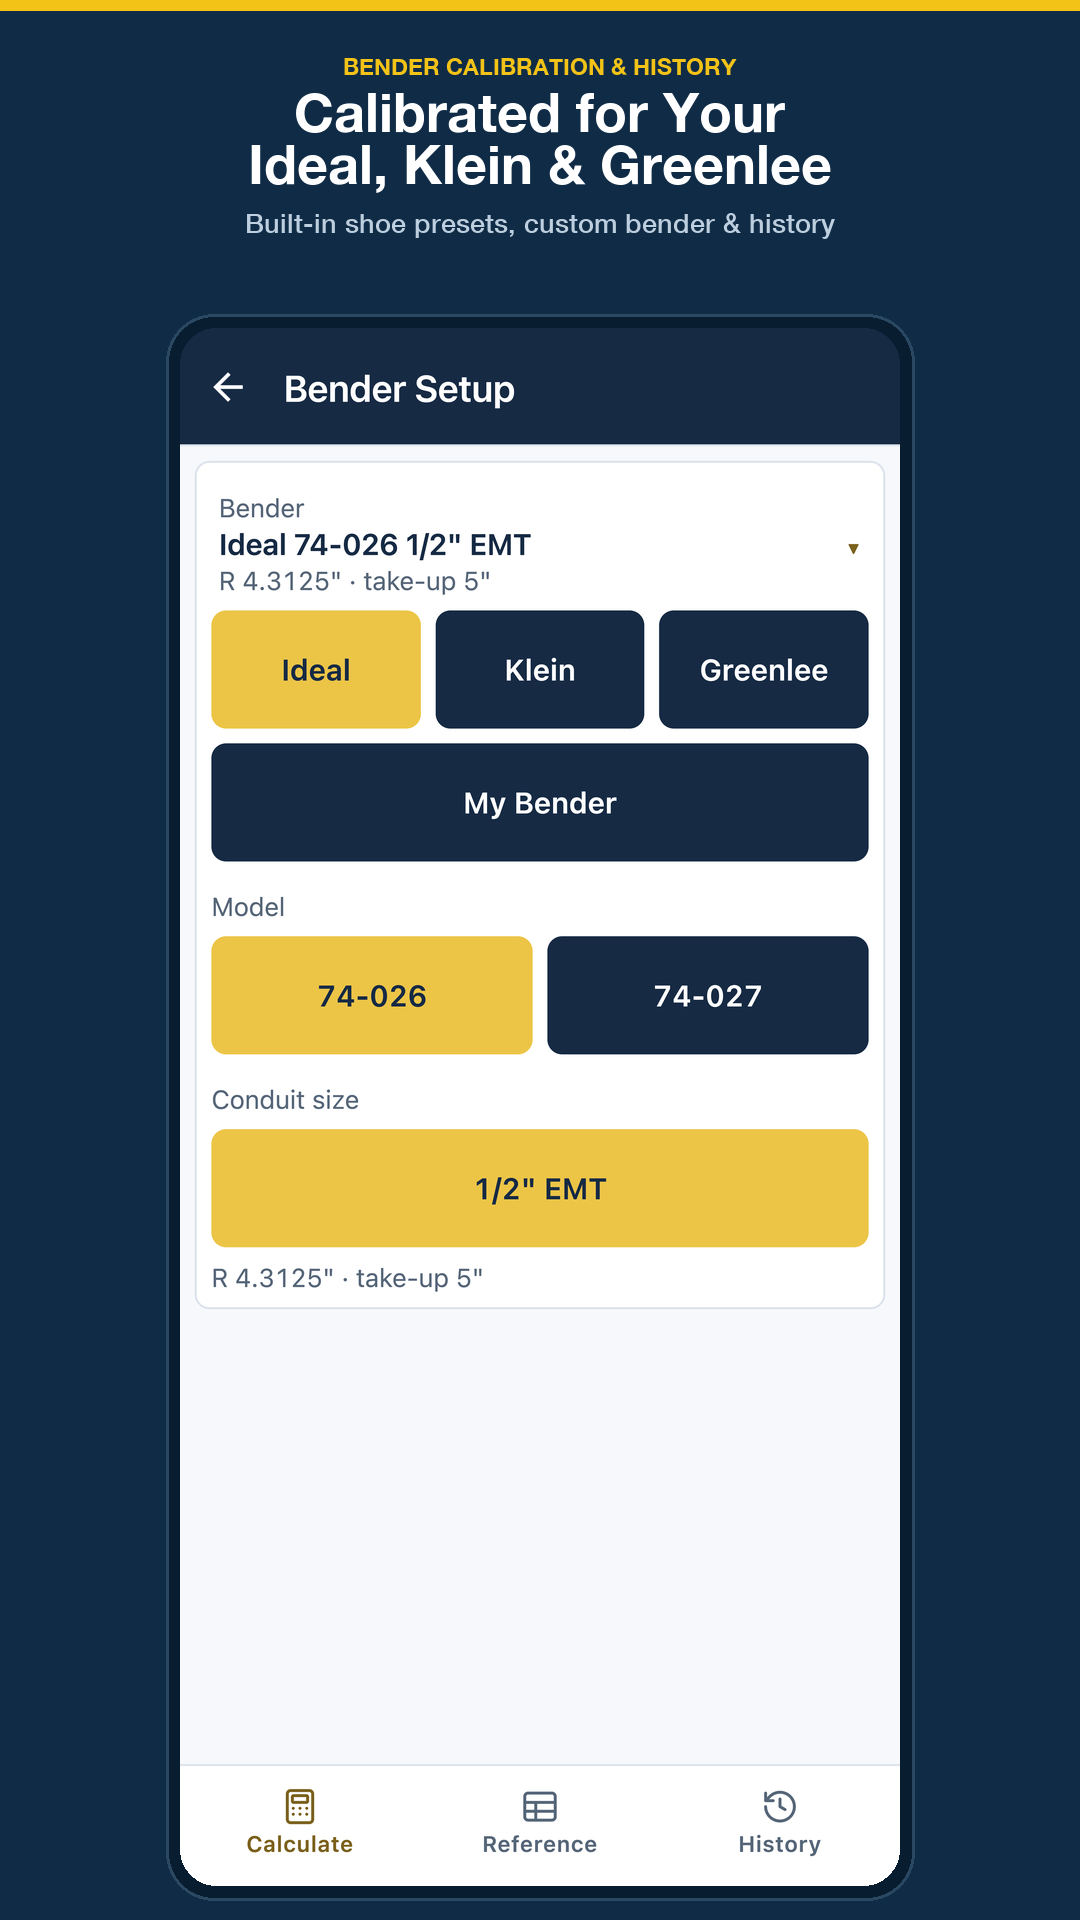 BENDER CALIBRATION & HISTORY
Calibrated for Your
Ideal, Klein & Greenlee
Built-in shoe presets, custom bender & history
Bender Setup
Bender
Ideal 74-026 1/2" EMT
R 4.3125" · take-up 5"
Ideal
Klein
Greenlee
My Bender
Model
74-026
74-027
Conduit size
1/2" EMT
R 4.3125" · take-up 5"
Calculate
Reference
History